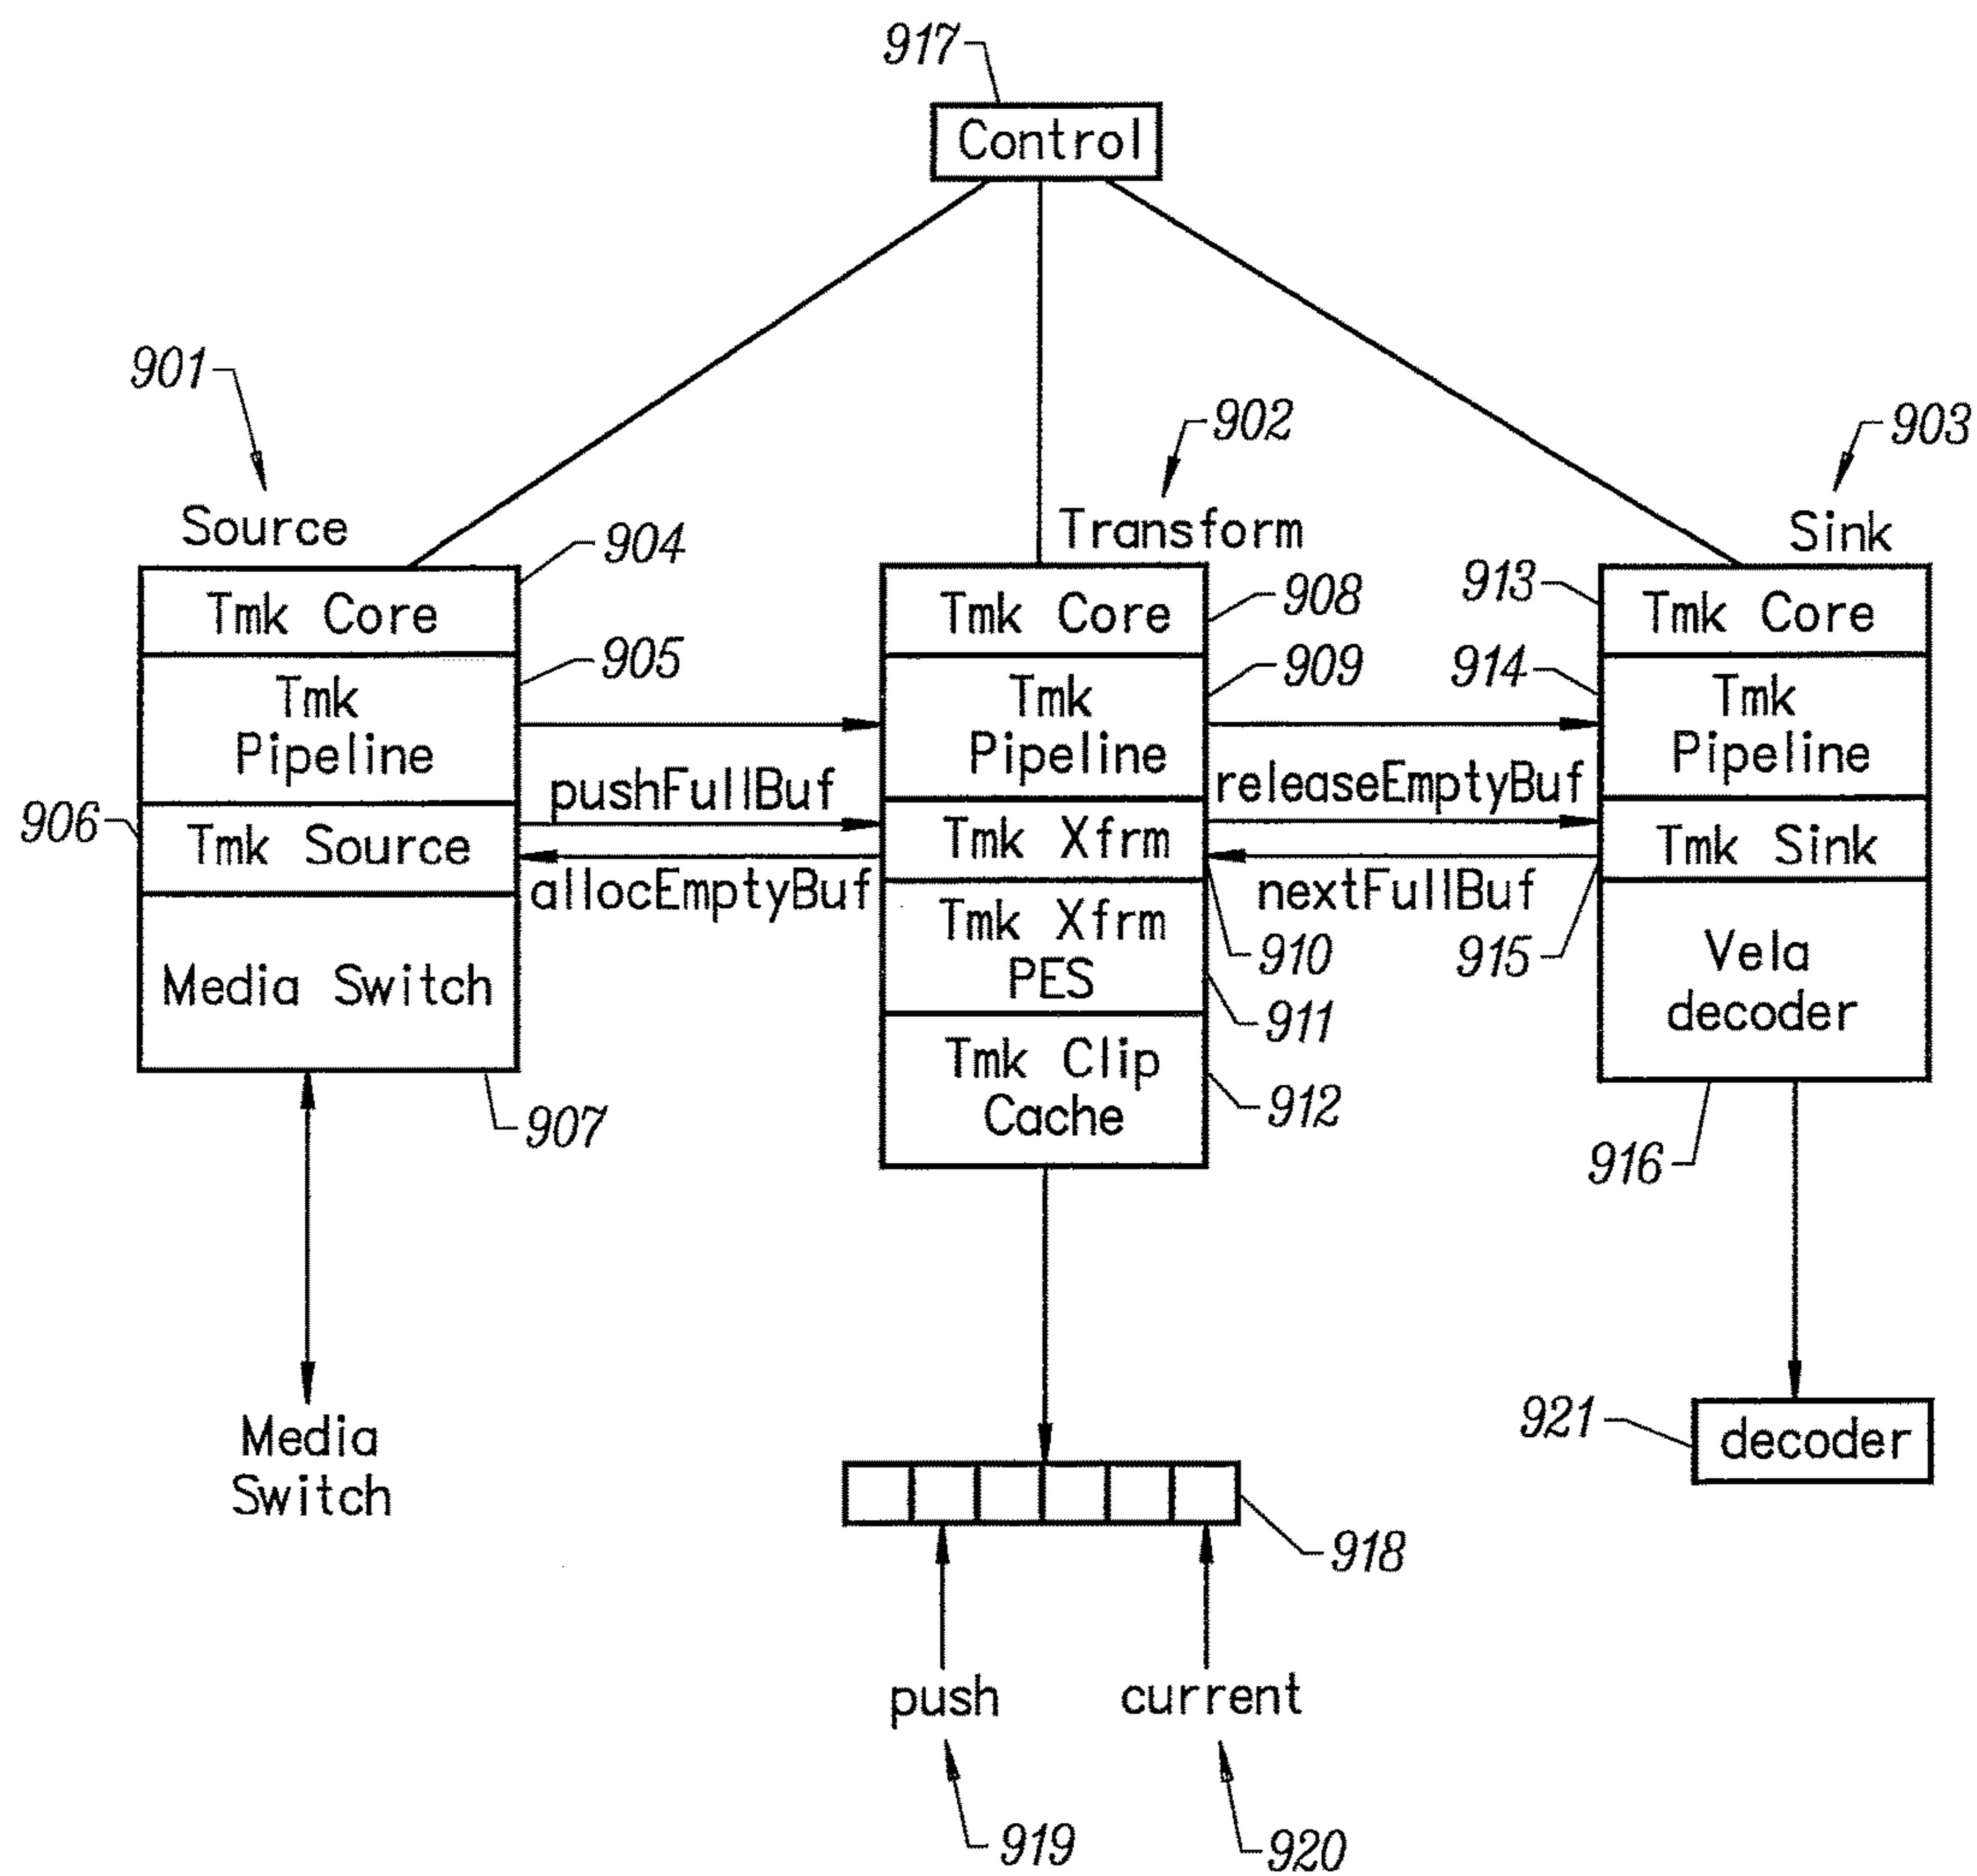 917
Control
901
902
903
Source
Transform
Sink
904
Tmk Core
908
Tmk Core
913
Tmk Core
905
Tmk
Pipeline
909
Tmk
Pipeline
914
Tmk
Pipeline
pushFullBuf
releaseEmptyBuf
906
Tmk Source
Tmk Xfrm
Tmk Sink
allocEmptyBuf
nextFullBuf
Media Switch
Tmk Xfrm
PES
910
915
Vela
decoder
911
Tmk Clip
Cache
907
912
916
Media
Switch
921
decoder
918
push
current
919
920